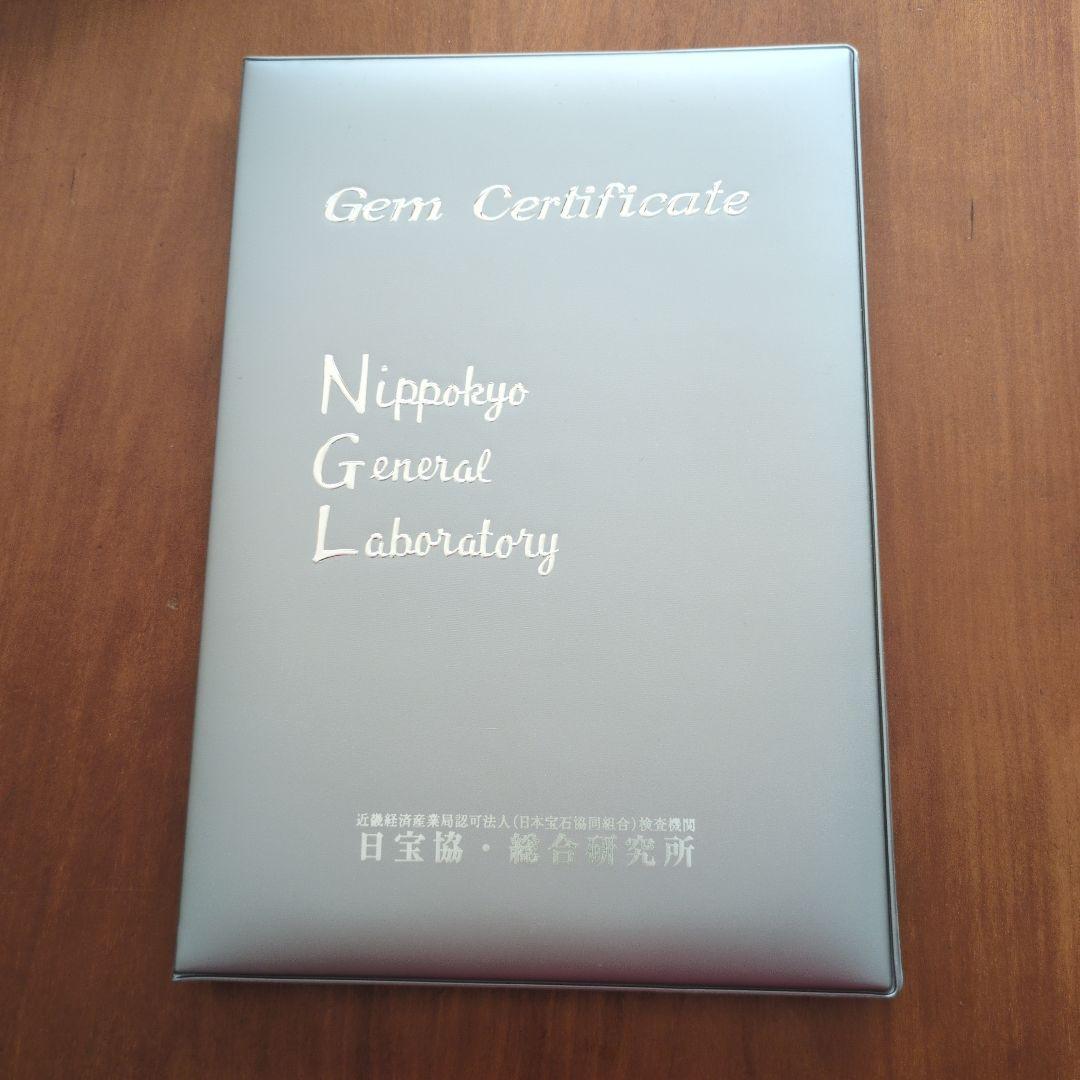 Gem Certificate
Nippokyo
General
Laboratory
近畿経済産業局認可法人(日本宝石協同組合)検査機関
日宝協・総合研究所